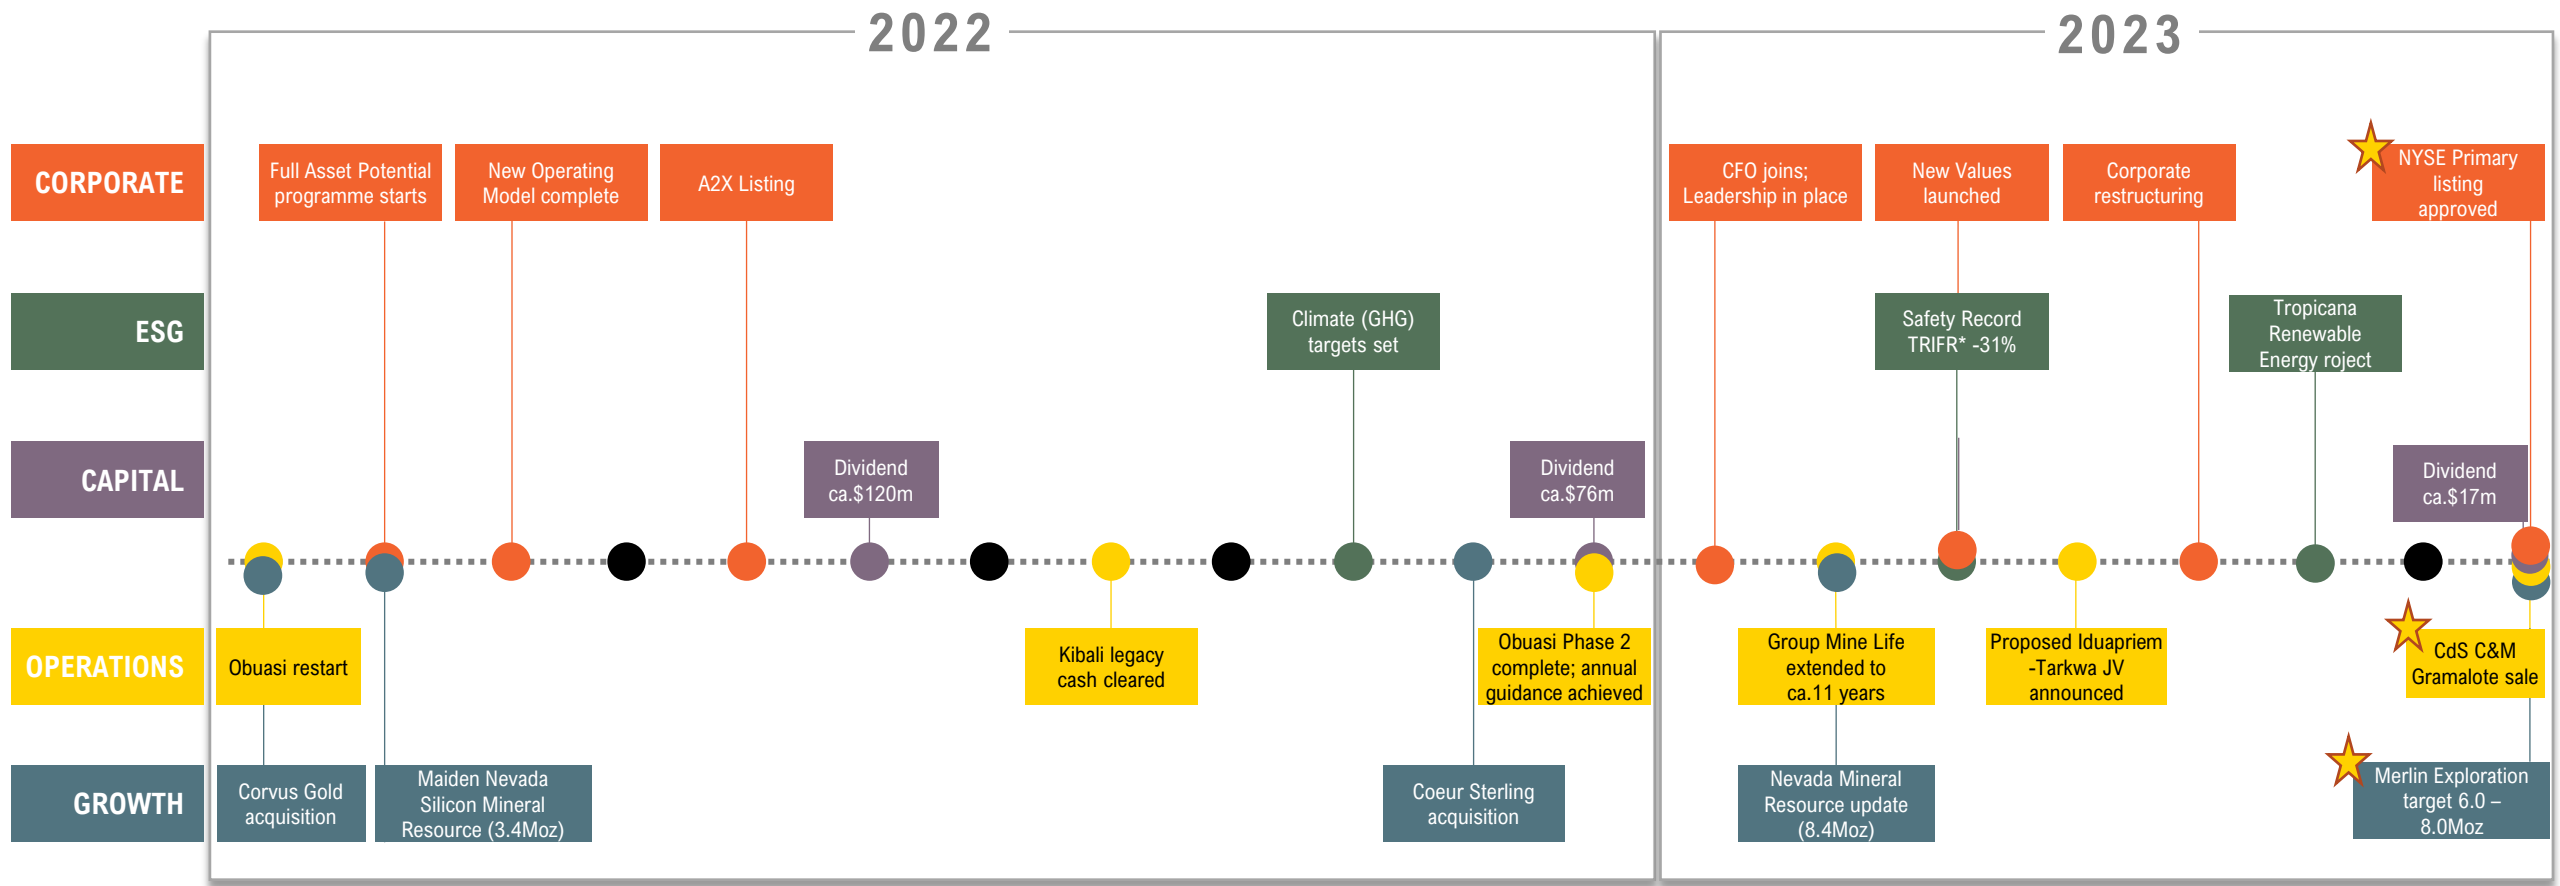 2022
2023
CORPORATE
Full Asset Potential
programme starts
New Operating
Model complete
A2X Listing
CFO joins;
Leadership in place
New Values
launched
Corporate
restructuring
NYSE Primary
listing
approved
ESG
Climate (GHG)
targets set
Safety Record
TRIFR* -31%
Tropicana
Renewable
Energy roject
CAPITAL
Dividend
ca.$120m
Dividend
ca.$76m
Dividend
ca.$17m
OPERATIONS
Obuasi restart
Kibali legacy
cash cleared
Obuasi Phase 2
complete; annual
guidance achieved
Group Mine Life
extended to
ca.11 years
Proposed Iduapriem
-Tarkwa JV
announced
CdS C&M
Gramalote sale
GROWTH
Corvus Gold
acquisition
Maiden Nevada
Silicon Mineral
Resource (3.4Moz)
Coeur Sterling
acquisition
Nevada Mineral
Resource update
(8.4Moz)
Merlin Exploration
target 6.0 –
8.0Moz